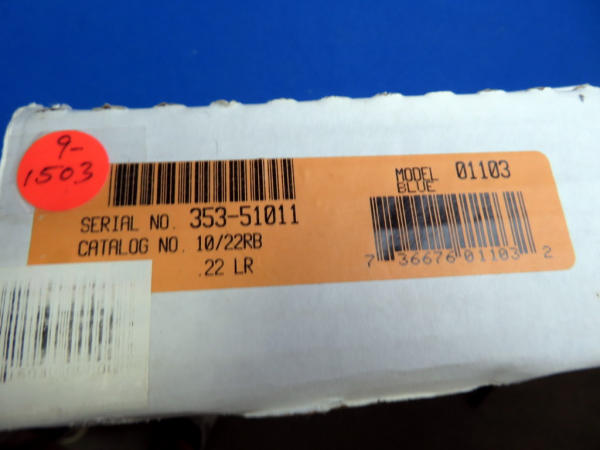 9-
1503
MODEL 01103
BLUE
SERIAL NO. 353-51011
CATALOG NO. 10/22RB
.22 LR
7 36676 01103 2